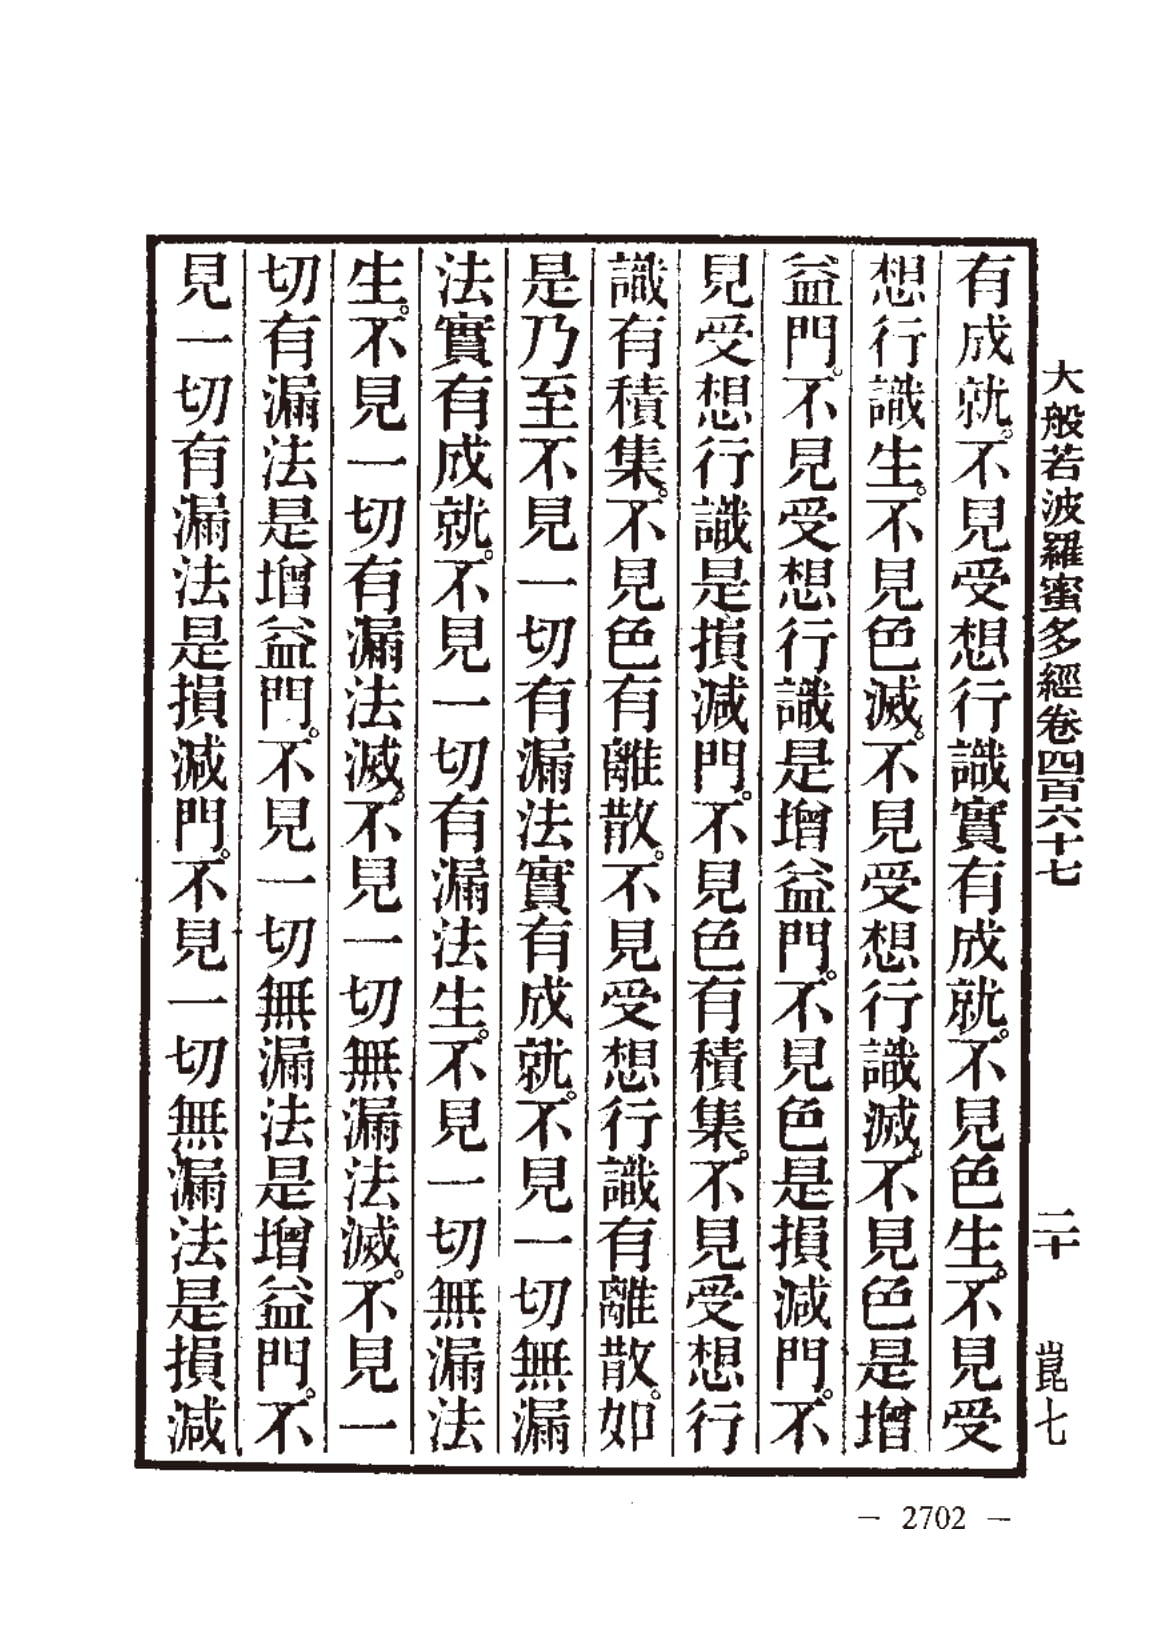 大般若波羅蜜多經卷四百六十七　二十　崑七
有成就。不見受想行識實有成就。不見色生。不見受
想行識生。不見色滅。不見受想行識滅。不見色是增
益門。不見受想行識是增益門。不見色是損減門。不
見受想行識是損減門。不見色有積集。不見受想行
識有積集。不見色有離散。不見受想行識有離散。如
是乃至不見一切有漏法實有成就。不見一切無漏
法實有成就。不見一切有漏法生。不見一切無漏法
生。不見一切有漏法滅。不見一切無漏法滅。不見一
切有漏法是增益門。不見一切無漏法是增益門。不
見一切有漏法是損減門。不見一切無漏法是損減
— 2702 —